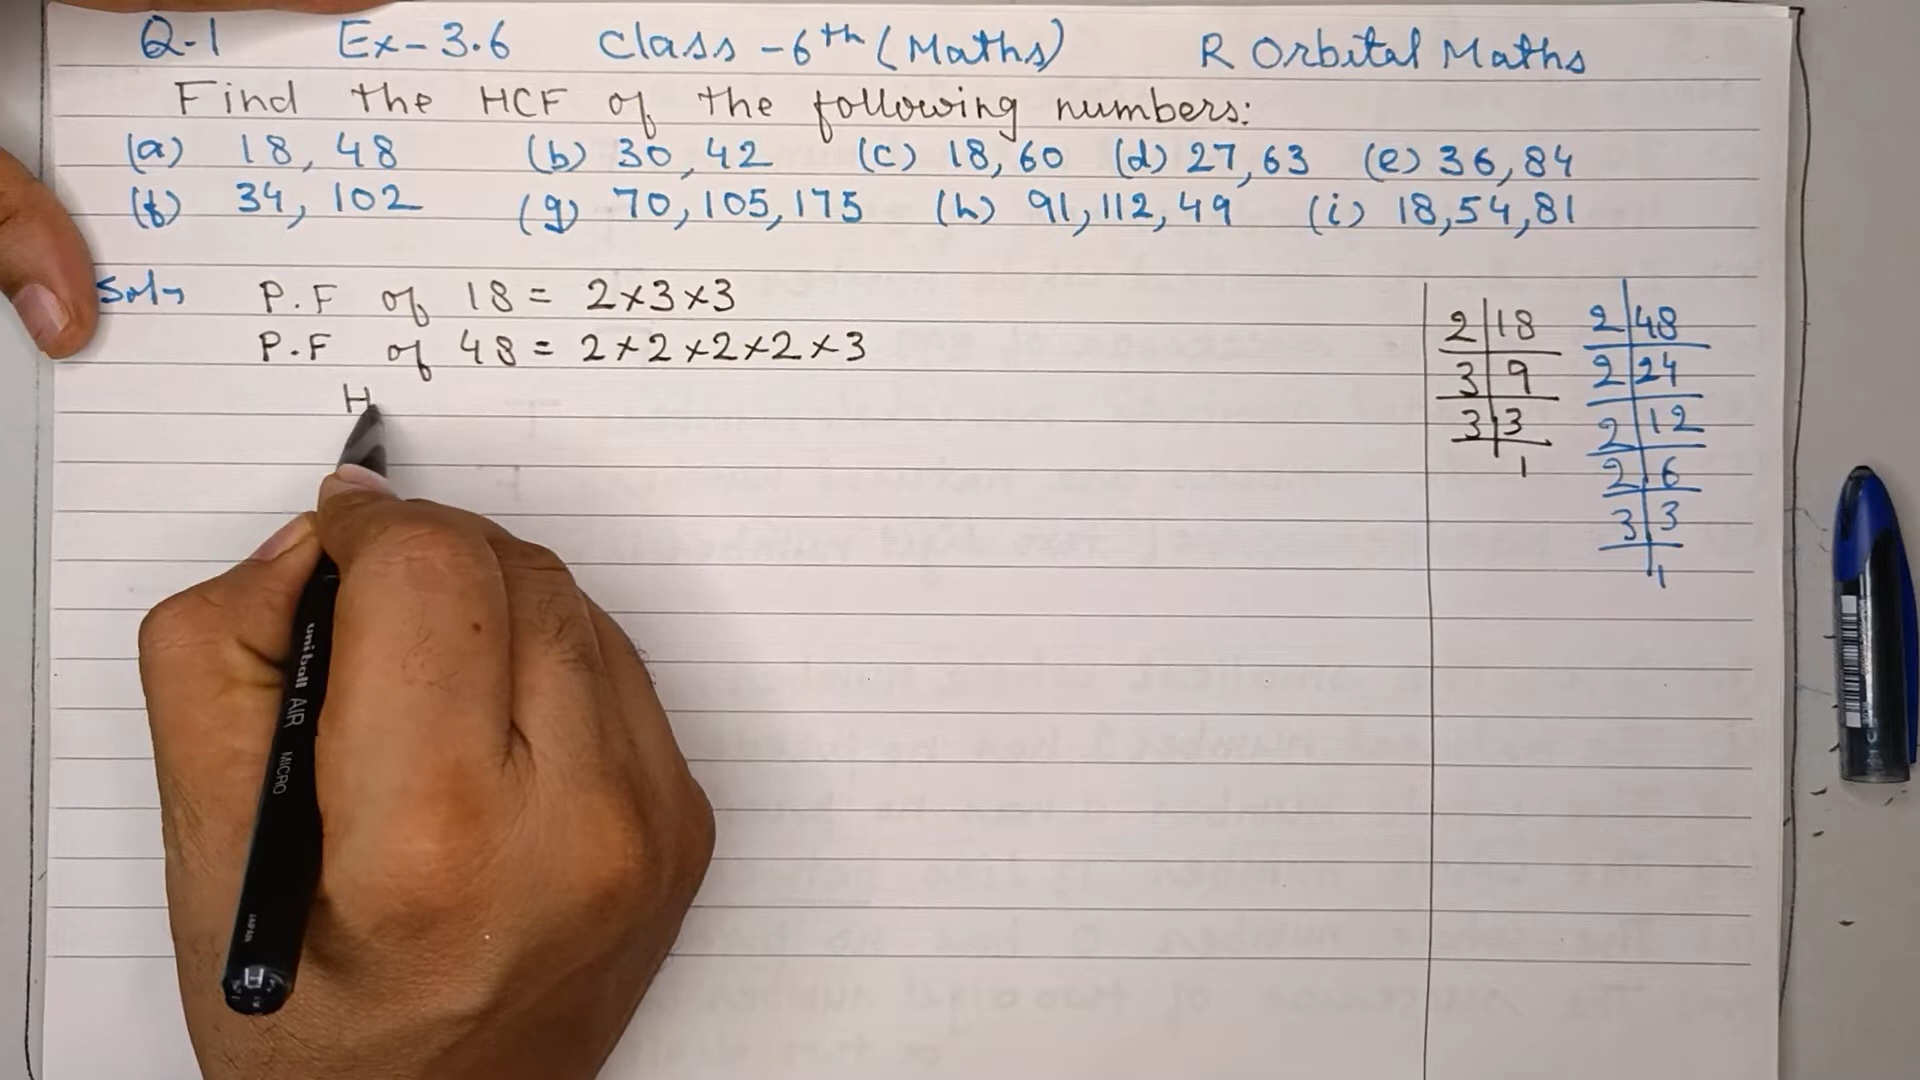 Q-1 Ex-3.6 Class-6th (Maths) R Orbital Maths
Find the HCF of the following numbers:
(a) 18, 48 (b) 30, 42 (c) 18, 60 (d) 27, 63 (e) 36, 84
(f) 34, 102 (g) 70, 105, 175 (h) 91, 112, 49 (i) 18, 54, 81
Soln P.F of 18 = 2×3×3
P.F of 48 = 2×2×2×2×3
H
2|18
3|9
3|3
1
2|48
2|24
2|12
2|6
3|3
1
uniball AIR MICRO
JAPAN